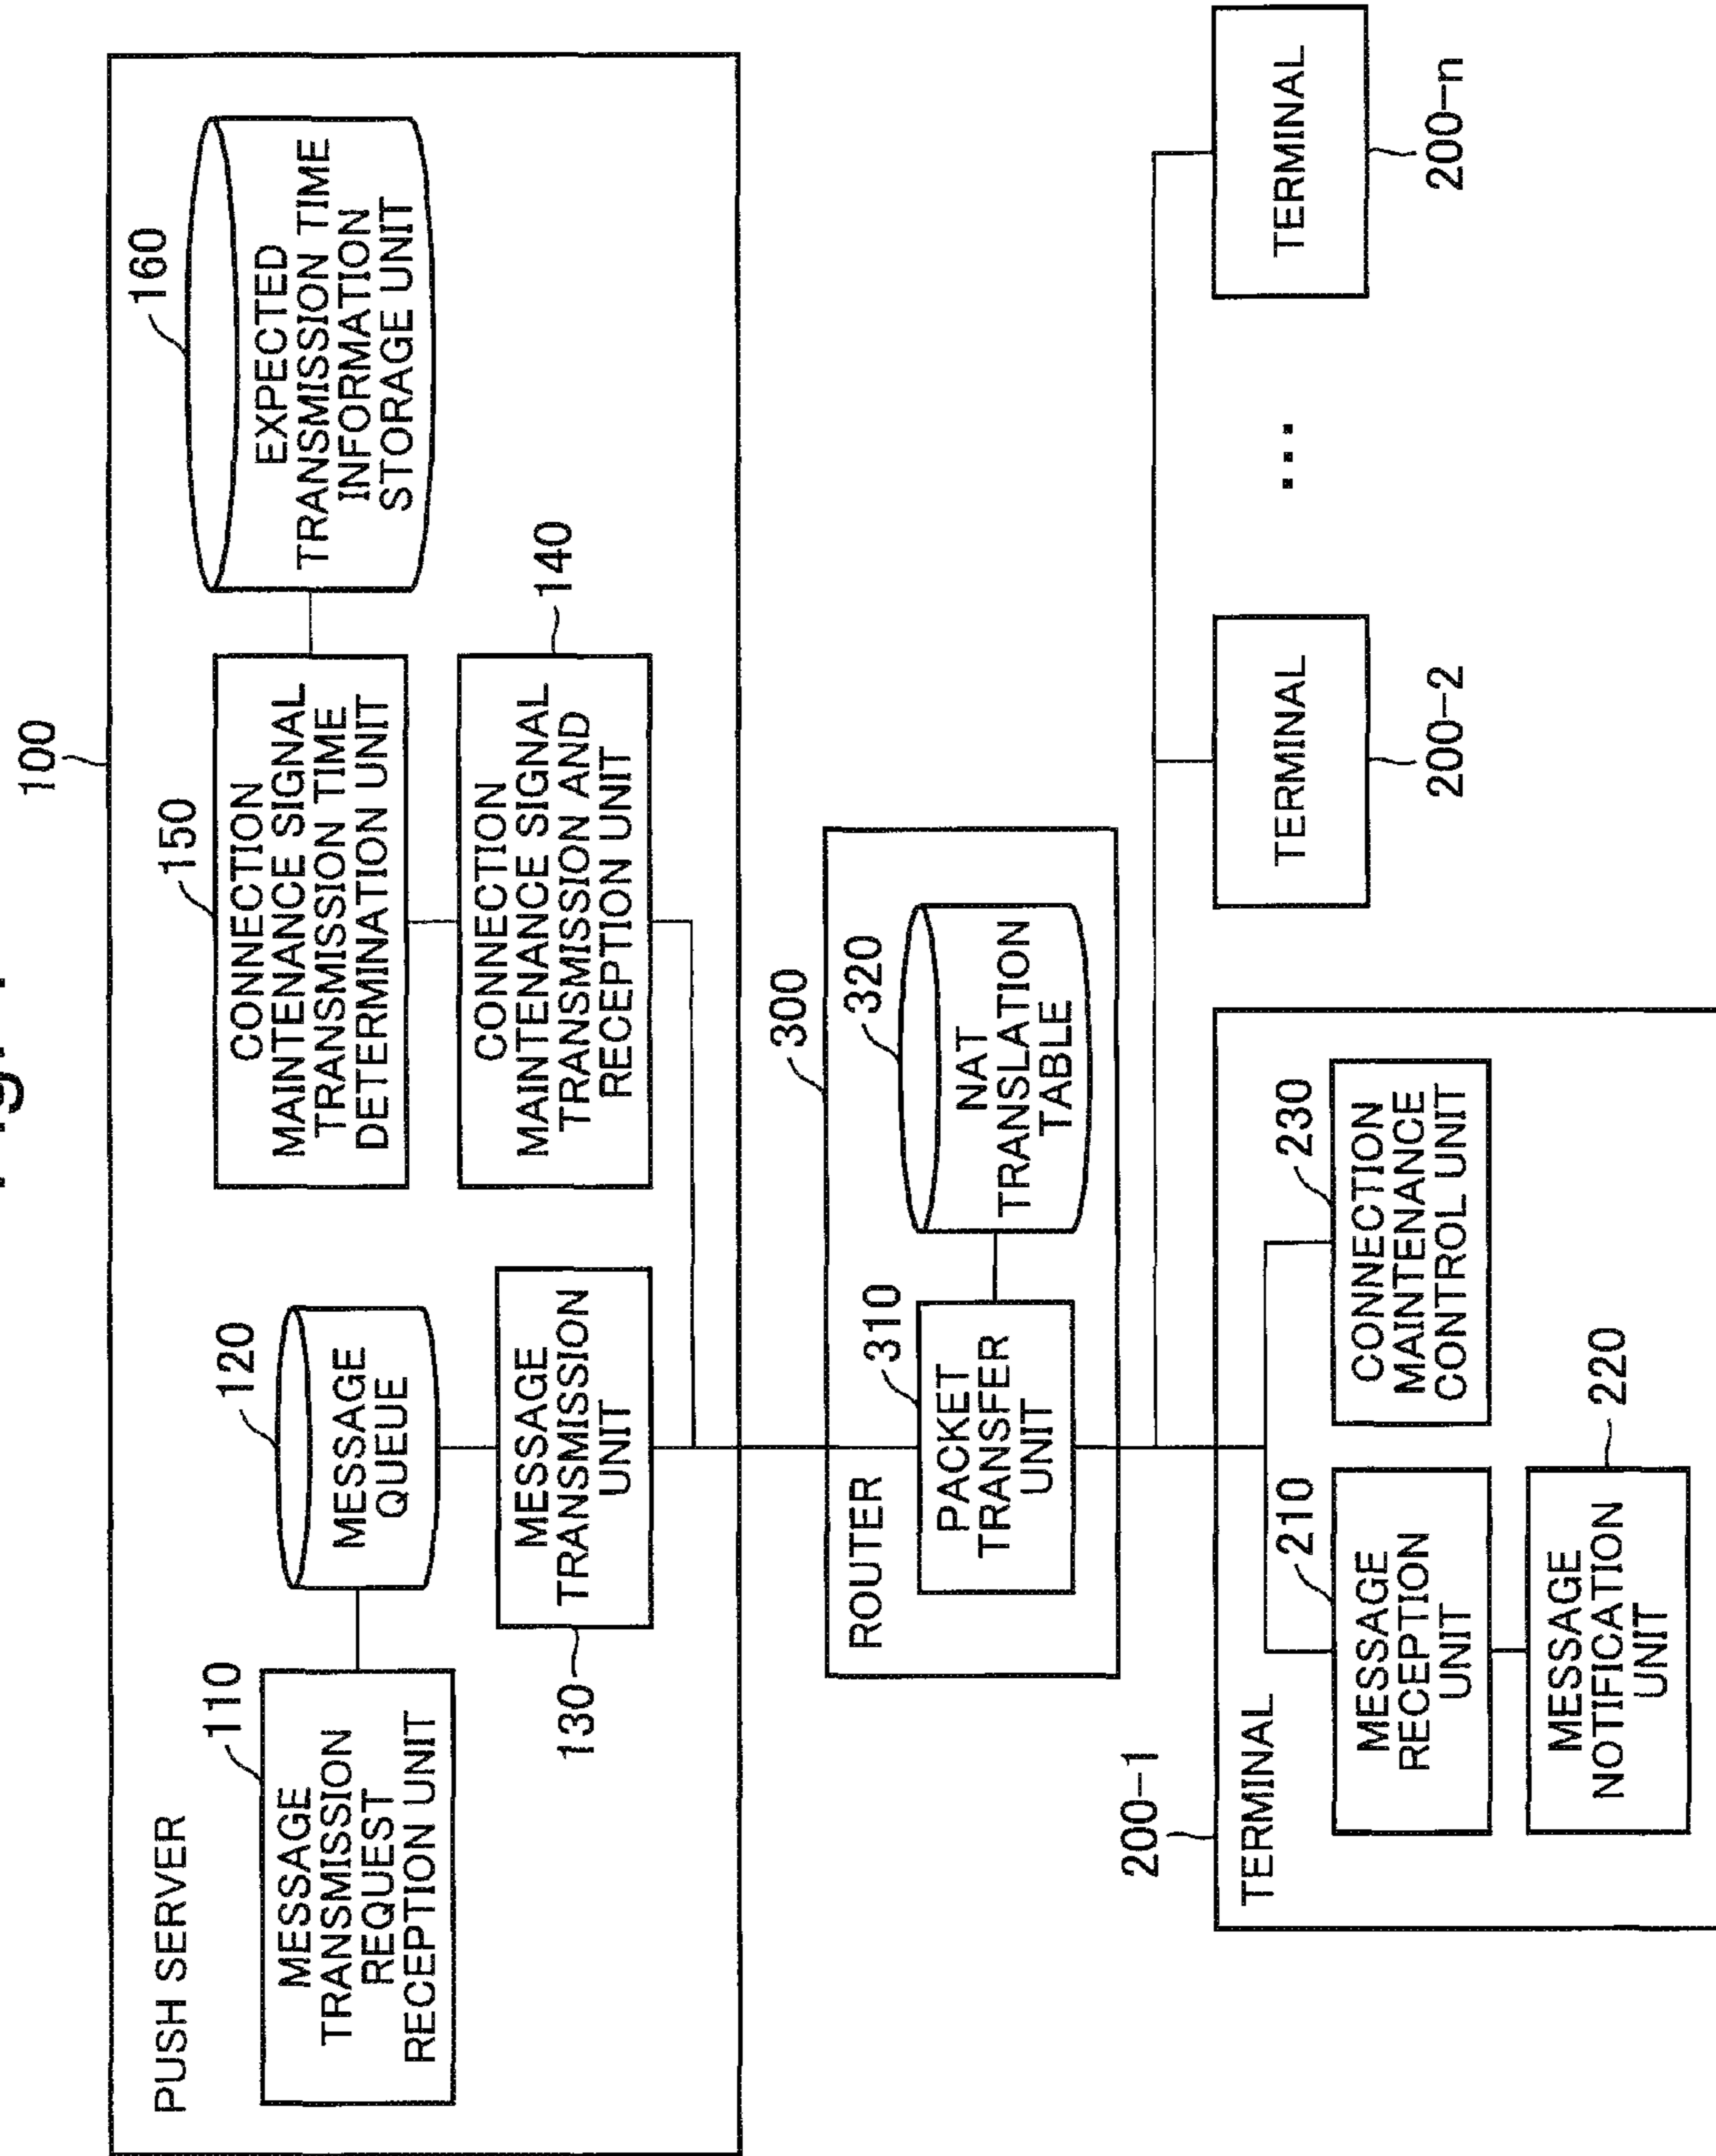 100
PUSH SERVER
110
MESSAGE
TRANSMISSION
REQUEST
RECEPTION UNIT
120
MESSAGE
QUEUE
130
MESSAGE
TRANSMISSION
UNIT
150
CONNECTION
MAINTENANCE SIGNAL
TRANSMISSION TIME
DETERMINATION UNIT
160
EXPECTED
TRANSMISSION TIME
INFORMATION
STORAGE UNIT
140
CONNECTION
MAINTENANCE SIGNAL
TRANSMISSION AND
RECEPTION UNIT
300
ROUTER
310
PACKET
TRANSFER
UNIT
320
NAT
TRANSLATION
TABLE
200-1
TERMINAL
210
MESSAGE
RECEPTION
UNIT
230
CONNECTION
MAINTENANCE
CONTROL UNIT
220
MESSAGE
NOTIFICATION
UNIT
TERMINAL
200-2
...
TERMINAL
200-n